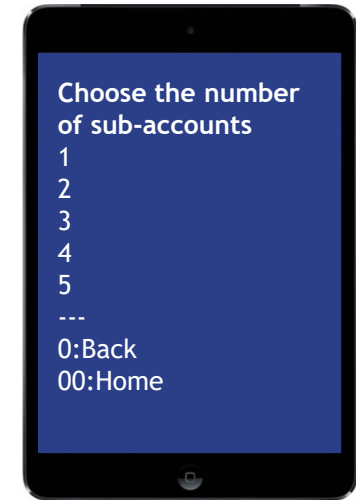 Choose the number
of sub-accounts
1
2
3
4
5
---
0:Back
00:Home